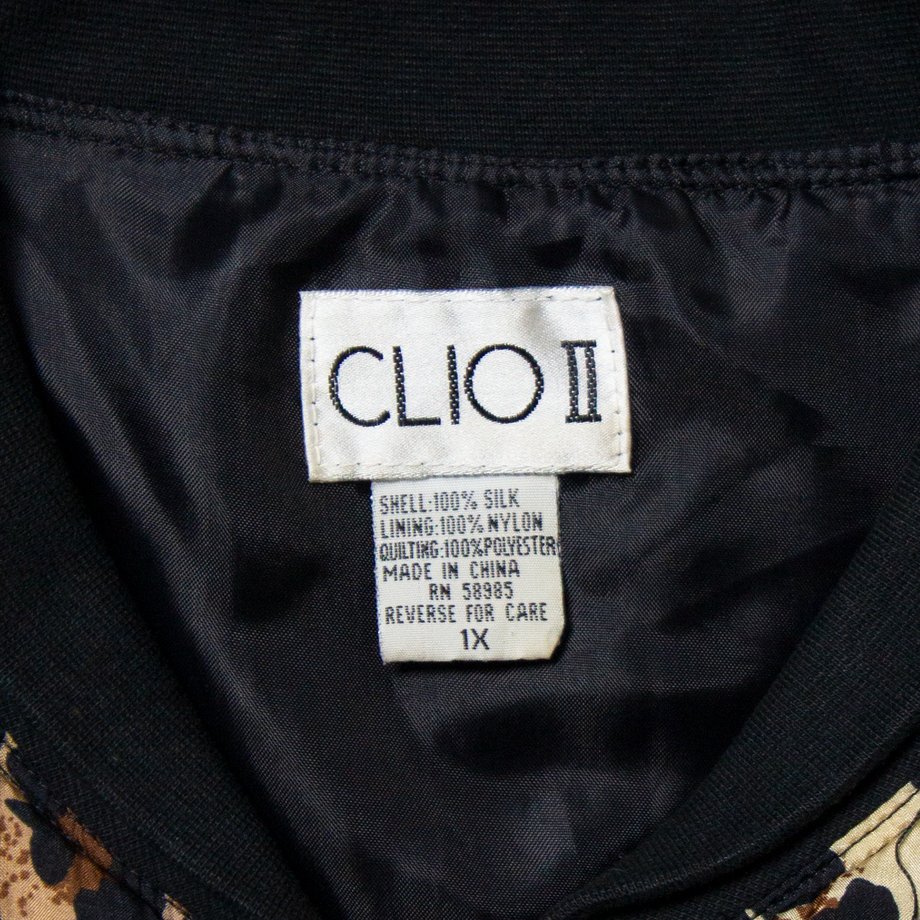 CLIO II
SHELL:100% SILK
LINING:100% NYLON
QUILTING:100%POLYESTER
MADE IN CHINA
RN 58985
REVERSE FOR CARE
1X